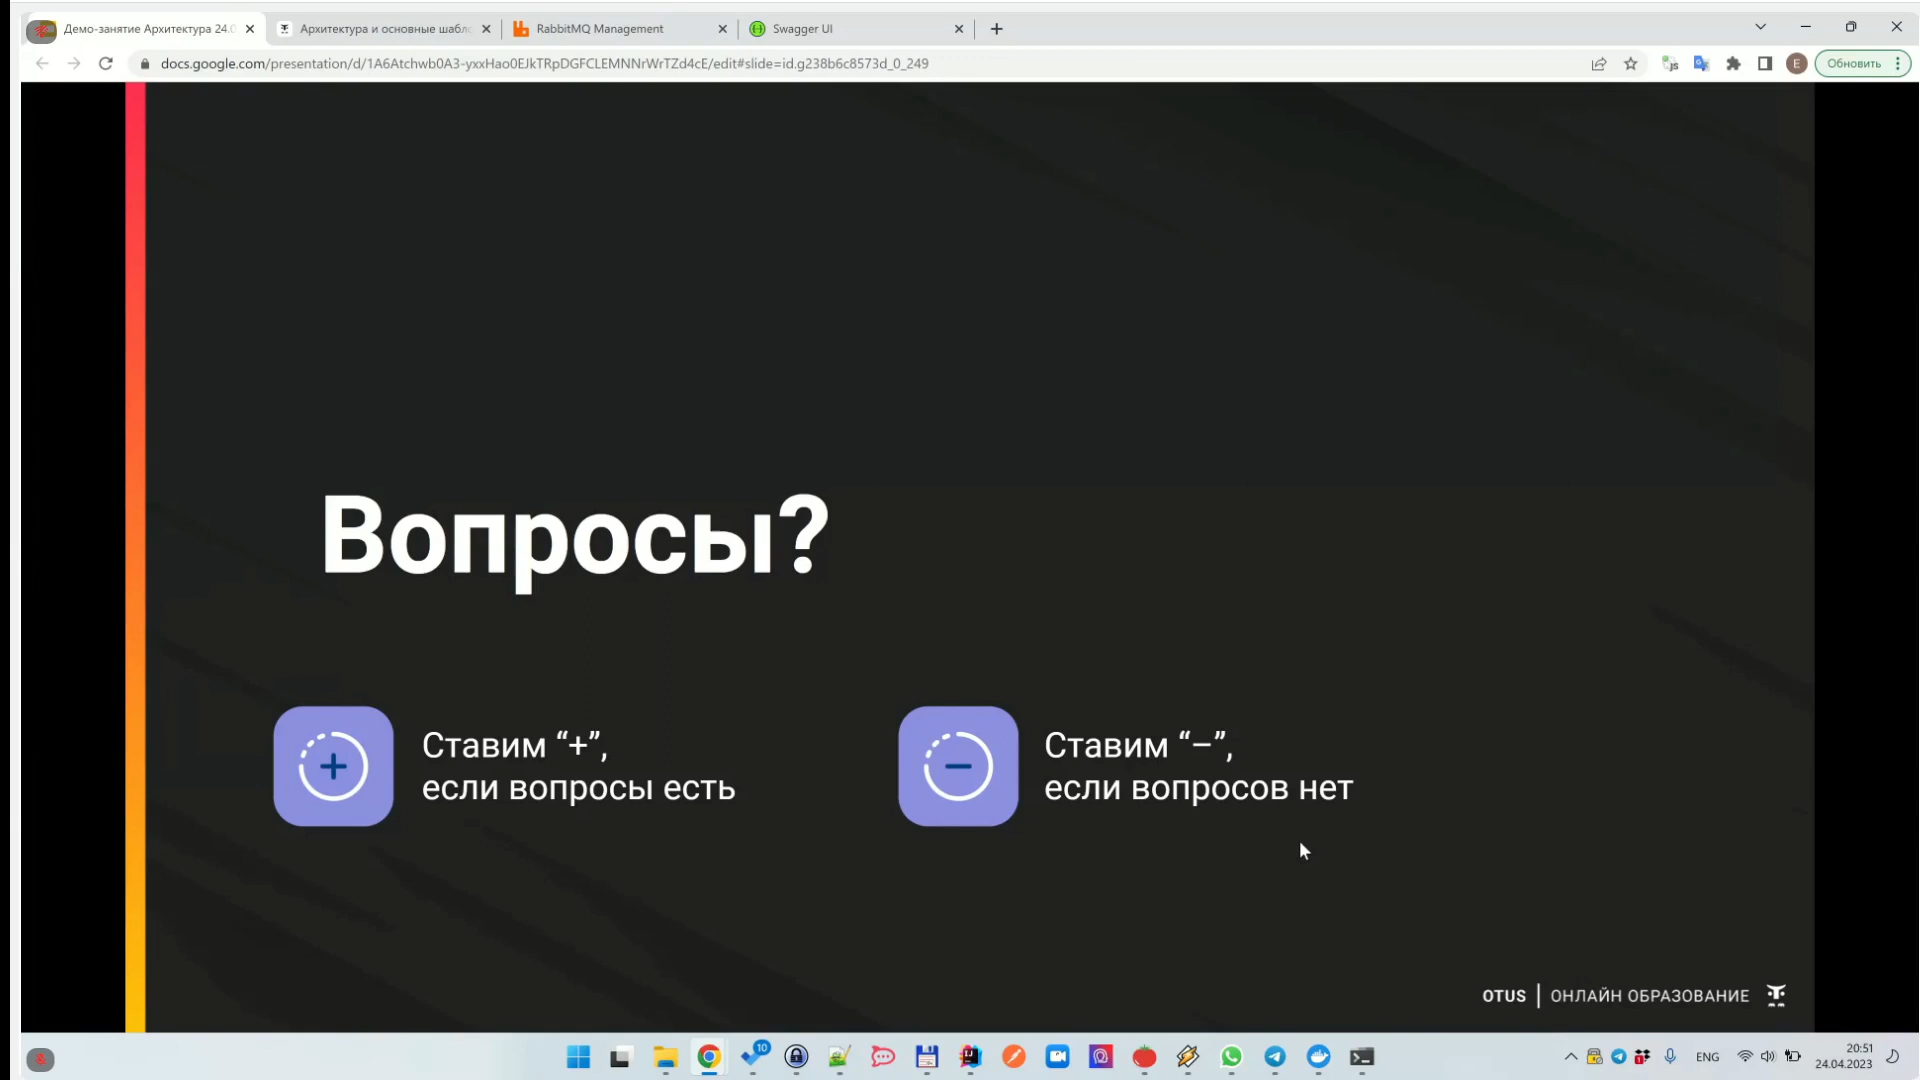 Демо-занятие Архитектура 24.0
Архитектура и основные шабло
RabbitMQ Management
Swagger UI
docs.google.com/presentation/d/1A6Atchwb0A3-yxxHao0EJkTRpDGFCLEMNNrWrTZd4cE/edit#slide=id.g238b6c8573d_0_249
E
Обновить
Вопросы?
Ставим “+”,
если вопросы есть
Ставим “–”,
если вопросов нет
OTUS | ОНЛАЙН ОБРАЗОВАНИЕ
10
ENG
20:51
24.04.2023